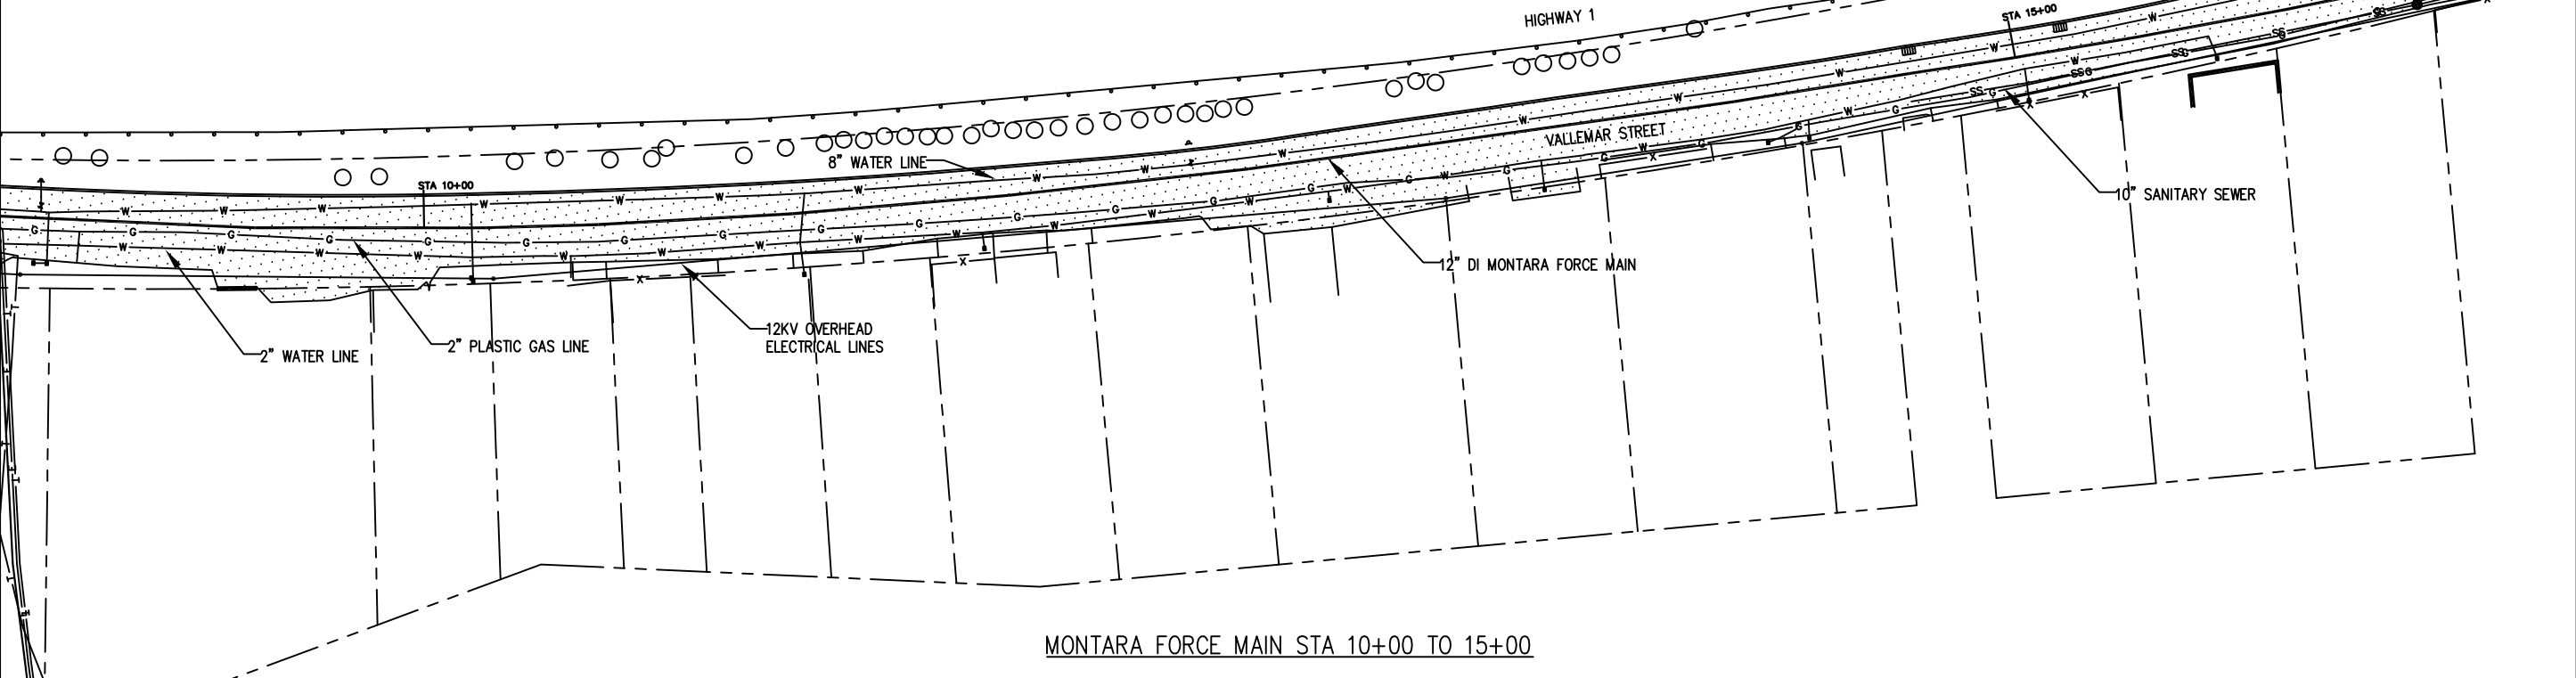 HIGHWAY 1
STA 15+00
VALLEMAR STREET
8" WATER LINE
STA 10+00
10" SANITARY SEWER
12" DI MONTARA FORCE MAIN
12KV OVERHEAD
ELECTRICAL LINES
2" PLASTIC GAS LINE
2" WATER LINE
MONTARA FORCE MAIN STA 10+00 TO 15+00